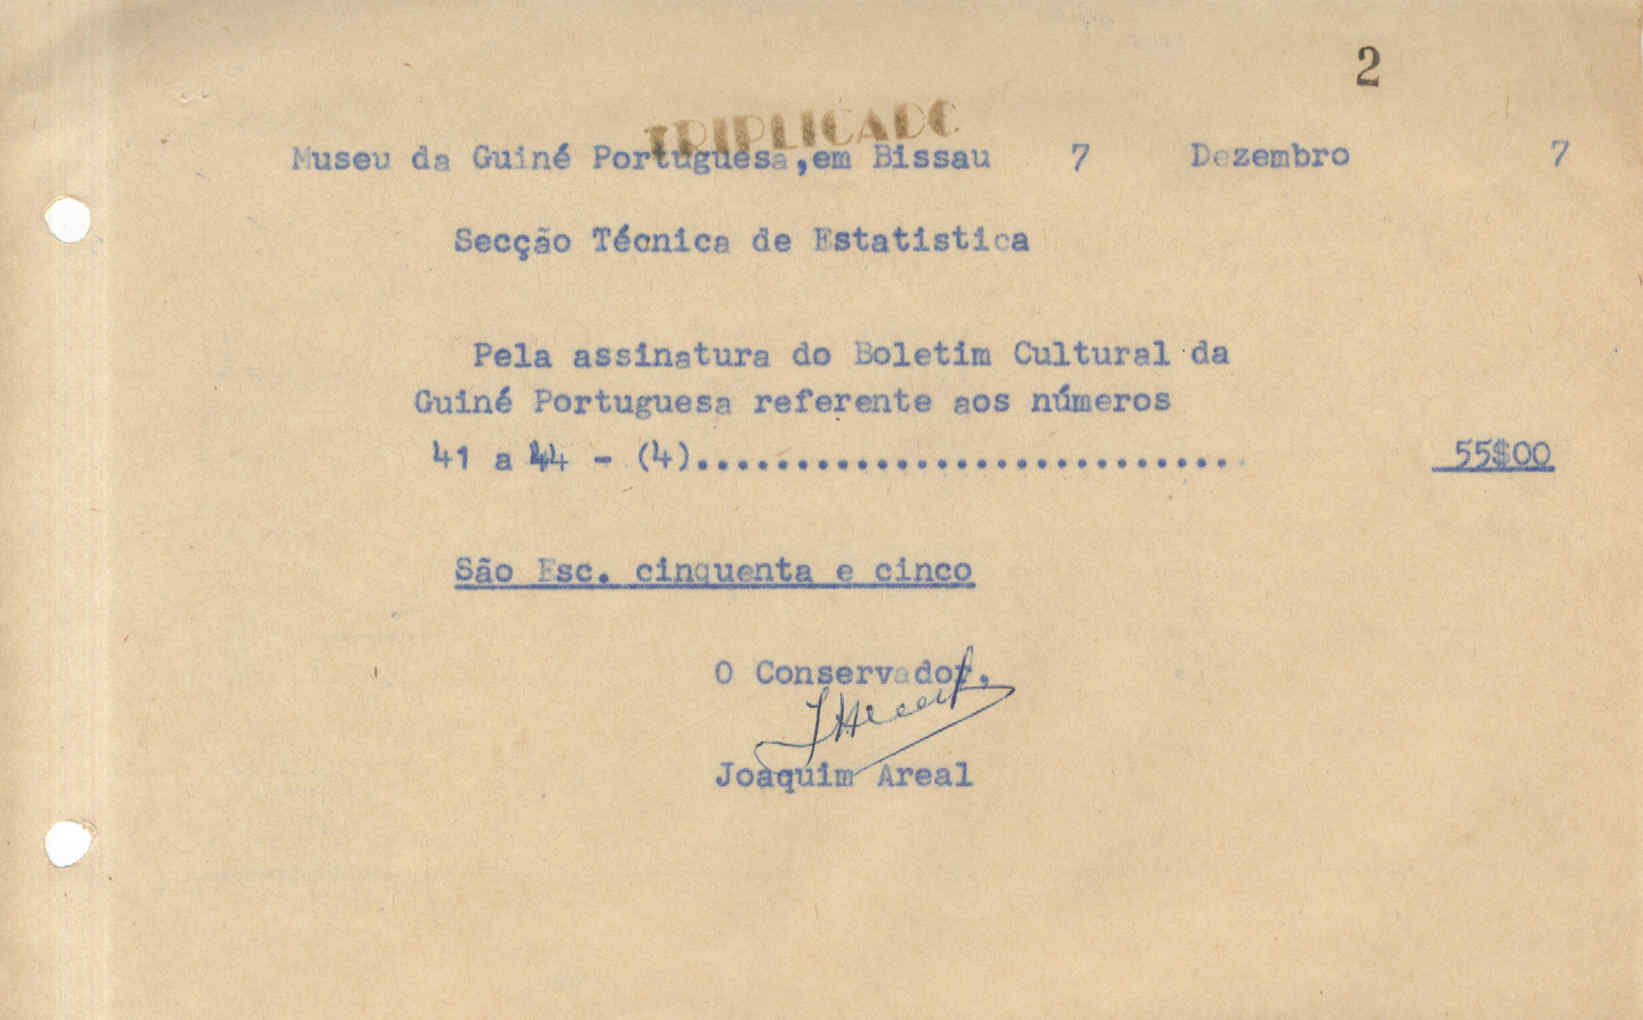 2
TRIPLICADO
Museu da Guiné Portuguesa,em Bissau 7 Dezembro 7
Secção Técnica de Estatistica
Pela assinatura do Boletim Cultural da
Guiné Portuguesa referente aos números
41 a 44 - (4)........................... 55$00
São Esc. cinquenta e cinco
O Conservador.
JAreal
Joaquim Areal